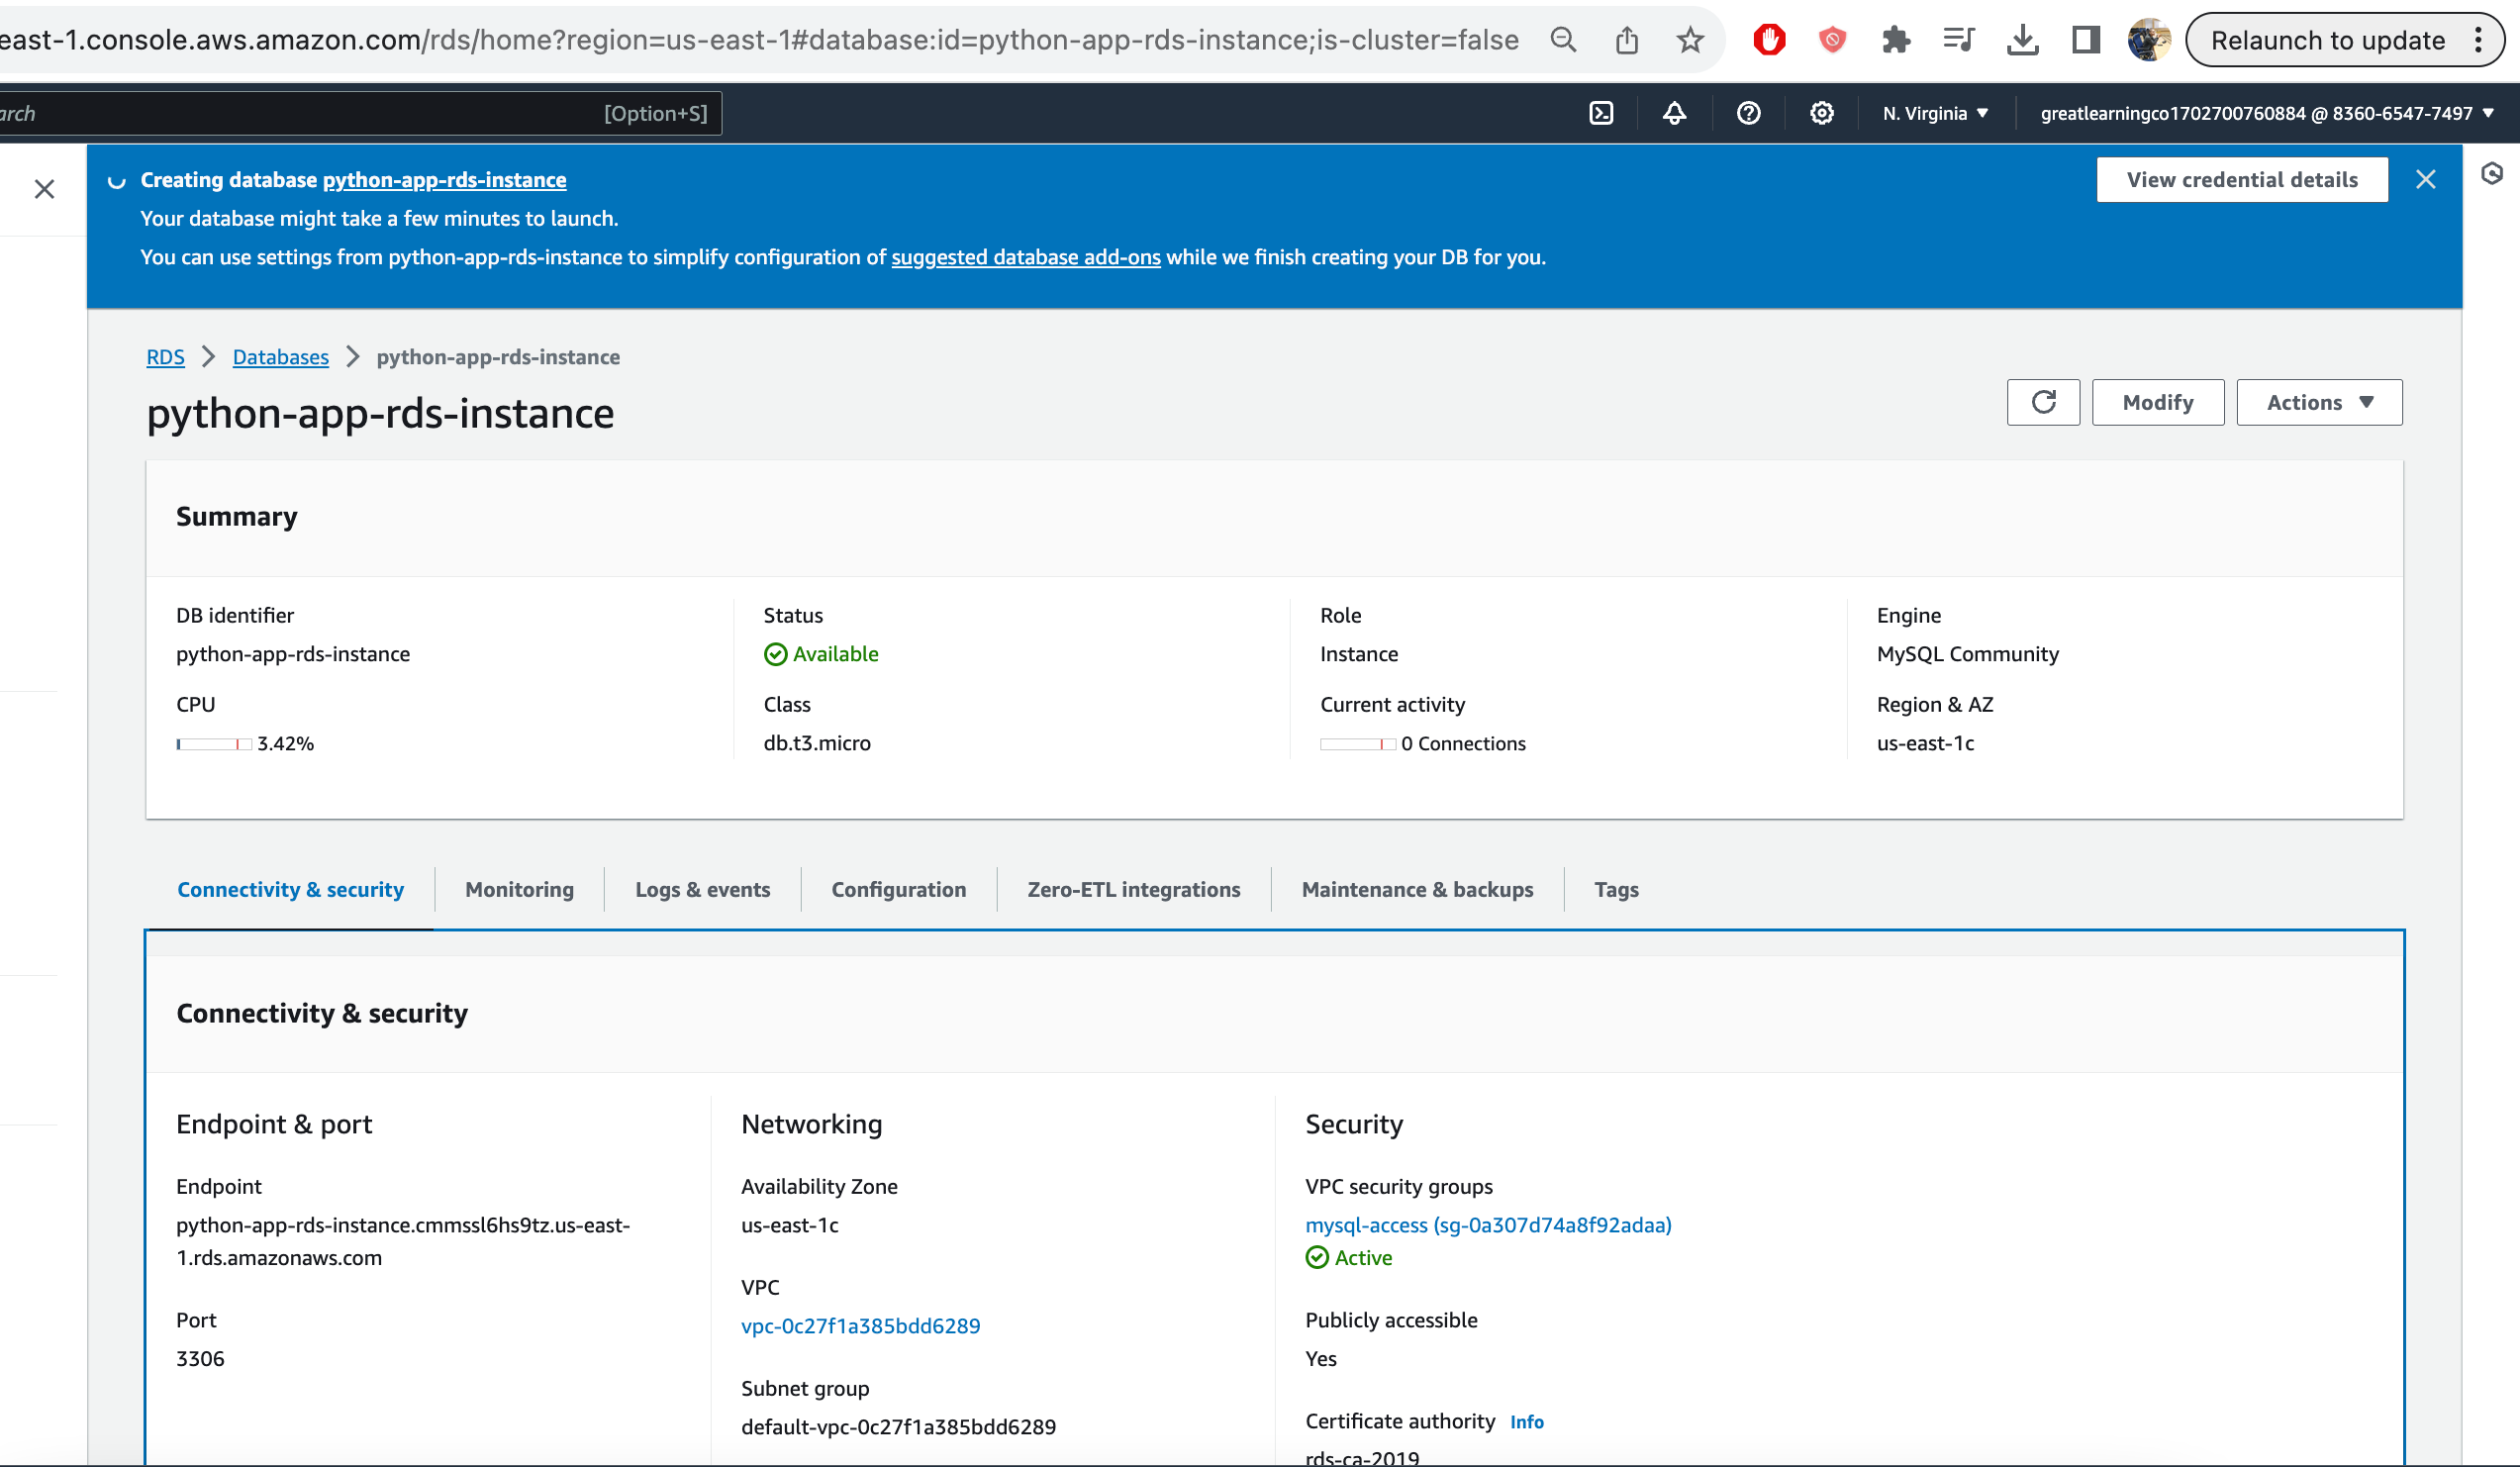 east-1.console.aws.amazon.com/rds/home?region=us-east-1#database:id=python-app-rds-instance;is-cluster=false
Relaunch to update
arch
[Option+S]
N. Virginia
greatlearningco1702700760884 @ 8360-6547-7497
Creating database python-app-rds-instance
View credential details
Your database might take a few minutes to launch.
You can use settings from python-app-rds-instance to simplify configuration of suggested database add-ons while we finish creating your DB for you.
RDS
Databases
python-app-rds-instance
python-app-rds-instance
Modify
Actions
Summary
DB identifier
python-app-rds-instance
Status
Available
Role
Instance
Engine
MySQL Community
CPU
3.42%
Class
db.t3.micro
Current activity
0 Connections
Region & AZ
us-east-1c
Connectivity & security
Monitoring
Logs & events
Configuration
Zero-ETL integrations
Maintenance & backups
Tags
Connectivity & security
Endpoint & port
Endpoint
python-app-rds-instance.cmmssl6hs9tz.us-east-
1.rds.amazonaws.com
Port
3306
Networking
Availability Zone
us-east-1c
VPC
vpc-0c27f1a385bdd6289
Subnet group
default-vpc-0c27f1a385bdd6289
Security
VPC security groups
mysql-access (sg-0a307d74a8f92adaa)
Active
Publicly accessible
Yes
Certificate authority Info
rds-ca-2019